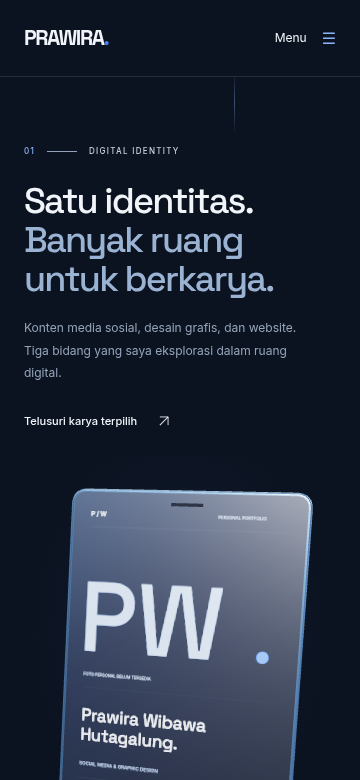 PRAWIRA.
Menu
01 DIGITAL IDENTITY
Satu identitas.
Banyak ruang
untuk berkarya.
Konten media sosial, desain grafis, dan website.
Tiga bidang yang saya eksplorasi dalam ruang
digital.
Telusuri karya terpilih
P/W PERSONAL PORTFOLIO
PW
FOTO PERSONAL BELUM TERSEDIA
Prawira Wibawa
Hutagalung.
SOCIAL MEDIA & GRAPHIC DESIGN